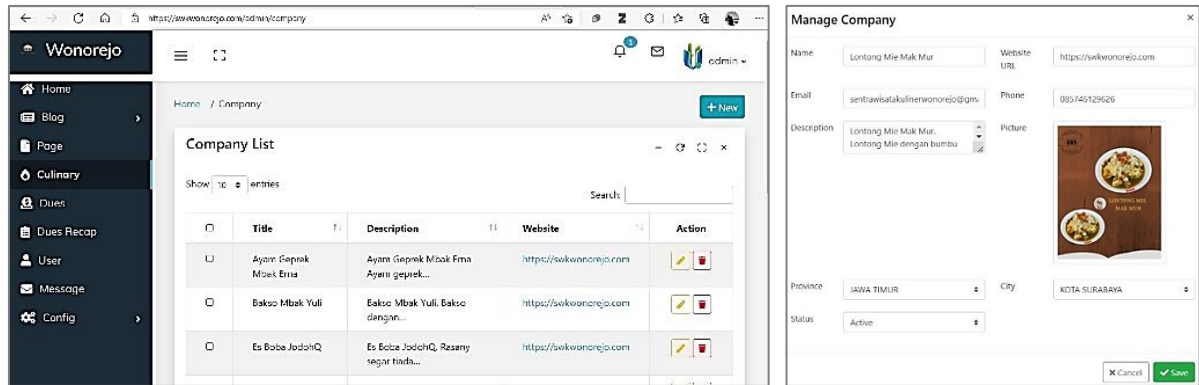 https://swkwonorejo.com/admin/company
Wonorejo
1
admin
Home
Blog
Page
Culinary
Dues
Dues Recap
User
Message
Config
Home / Company
+ New
Company List
Show 10 entries
Search:
Title Description Website Action
Ayam Geprek Mbak Erna Ayam Geprek Mbak Erna Ayam geprek... https://swkwonorejo.com
Bakso Mbak Yuli Bakso Mbak Yuli. Bakso dengan... https://swkwonorejo.com
Es Boba JodohQ Es Boba JodohQ. Rasany segar tiada... https://swkwonorejo.com
Manage Company
Name Lontong Mie Mak Mur Website URL https://swkwonorejo.com
Email sentrawisatakulinerwonorejo@gm. Phone 085746129626
Description Lontong Mie Mak Mur.
Lontong Mie dengan bumbu
Picture
LONTONG MIE
MAK MUR
Province JAWA TIMUR City KOTA SURABAYA
Status Active
Cancel Save